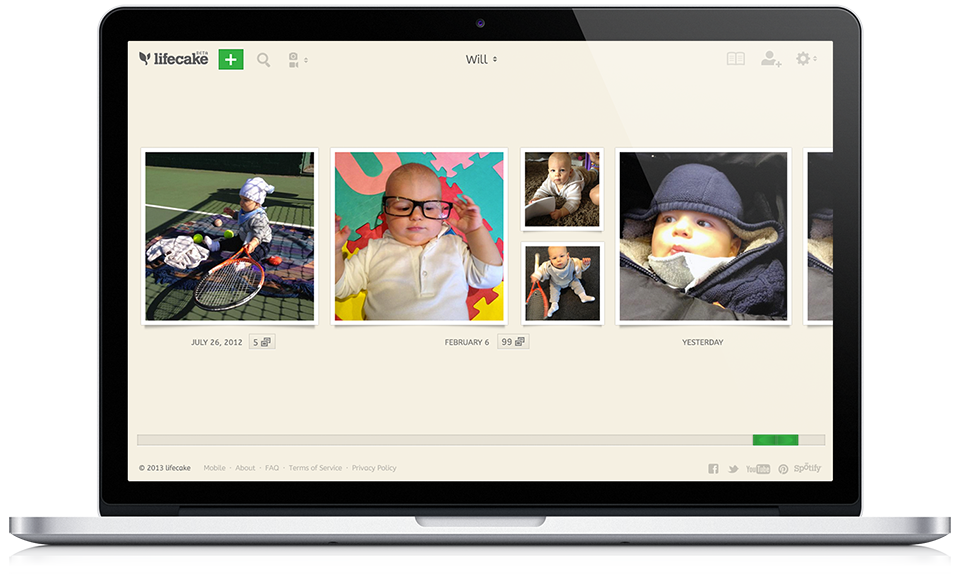 lifecake BETA
Will
JULY 26, 2012 5
FEBRUARY 6 99
YESTERDAY
© 2013 lifecake Mobile · About · FAQ · Terms of Service · Privacy Policy
YouTube Spotify